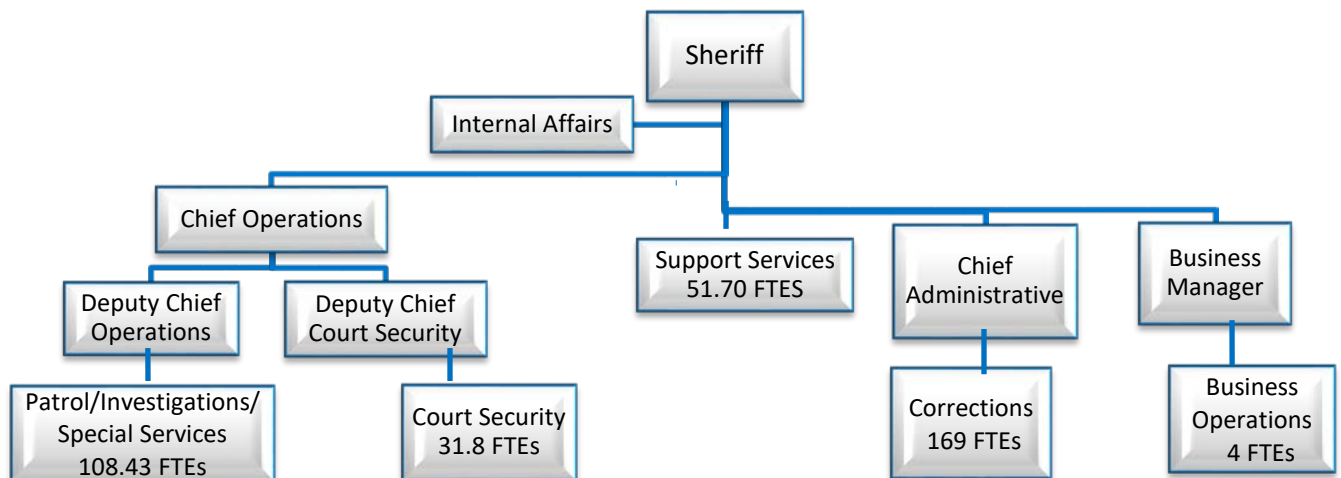 Sheriff
Internal Affairs
Chief Operations
Support Services
51.70 FTES
Chief
Administrative
Business
Manager
Deputy Chief
Operations
Deputy Chief
Court Security
Patrol/Investigations/
Special Services
108.43 FTEs
Court Security
31.8 FTEs
Corrections
169 FTEs
Business
Operations
4 FTEs